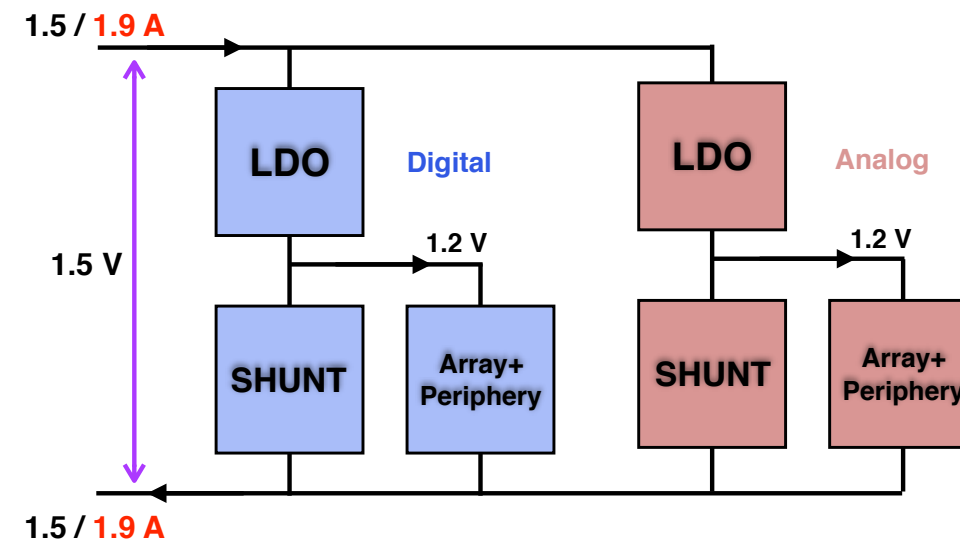 1.5 / 1.9 A
LDO
Digital
LDO
Analog
1.5 V
1.2 V
1.2 V
SHUNT
Array+
Periphery
SHUNT
Array+
Periphery
1.5 / 1.9 A